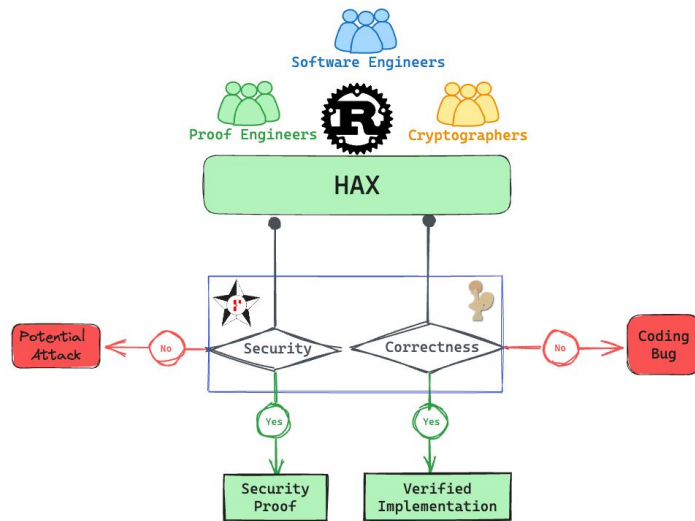 Software Engineers
Proof Engineers
Cryptographers
R
HAX
Potential
Attack
No
Security
Correctness
No
Coding
Bug
Yes
Yes
Security
Proof
Verified
Implementation